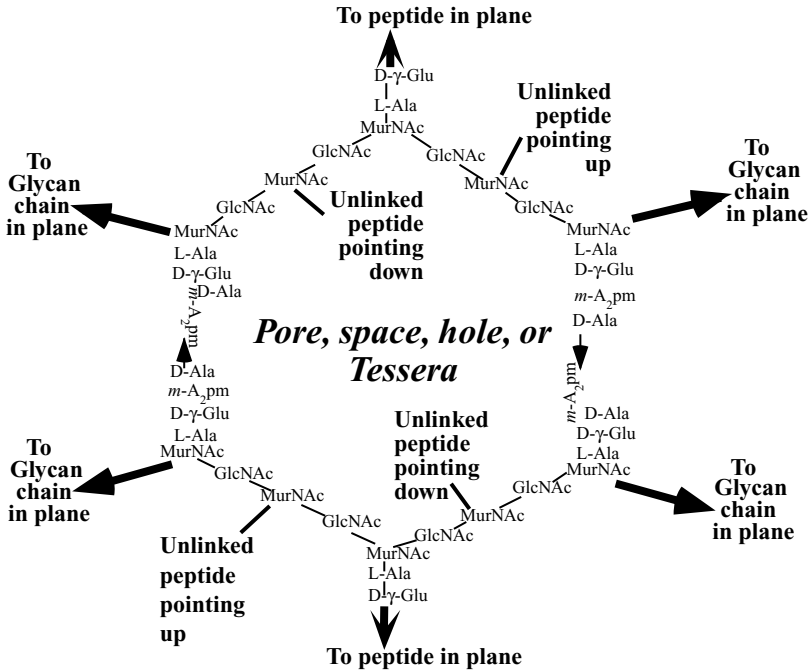 To peptide in plane
D-γ-Glu
L-Ala
MurNAc
GlcNAc
MurNAc
GlcNAc
MurNAc
GlcNAc
MurNAc
GlcNAc
MurNAc
Unlinked
peptide
pointing
up
Unlinked
peptide
pointing
down
To
Glycan
chain
in plane
To
Glycan
chain
in plane
L-Ala
D-γ-Glu
D-Ala
m-A2pm
L-Ala
D-γ-Glu
m-A2pm
D-Ala
Pore, space, hole, or
Tessera
D-Ala
m-A2pm
D-γ-Glu
L-Ala
MurNAc
m-A2pm
D-Ala
D-γ-Glu
L-Ala
MurNAc
To
Glycan
chain
in plane
To
Glycan
chain
in plane
Unlinked
peptide
pointing
down
GlcNAc
MurNAc
GlcNAc
MurNAc
GlcNAc
MurNAc
GlcNAc
Unlinked
peptide
pointing
up
L-Ala
D-γ-Glu
To peptide in plane